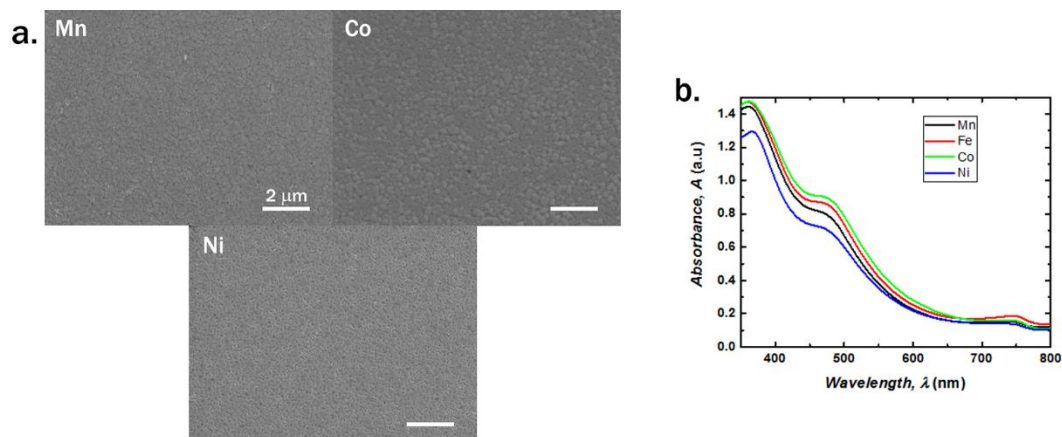 a.
Mn
Co
2 μm
Ni
b.
Absorbance, A (a.u)
1.4
1.2
1.0
0.8
0.6
0.4
0.2
0.0
Mn
Fe
Co
Ni
400
500
600
700
800
Wavelength, λ (nm)